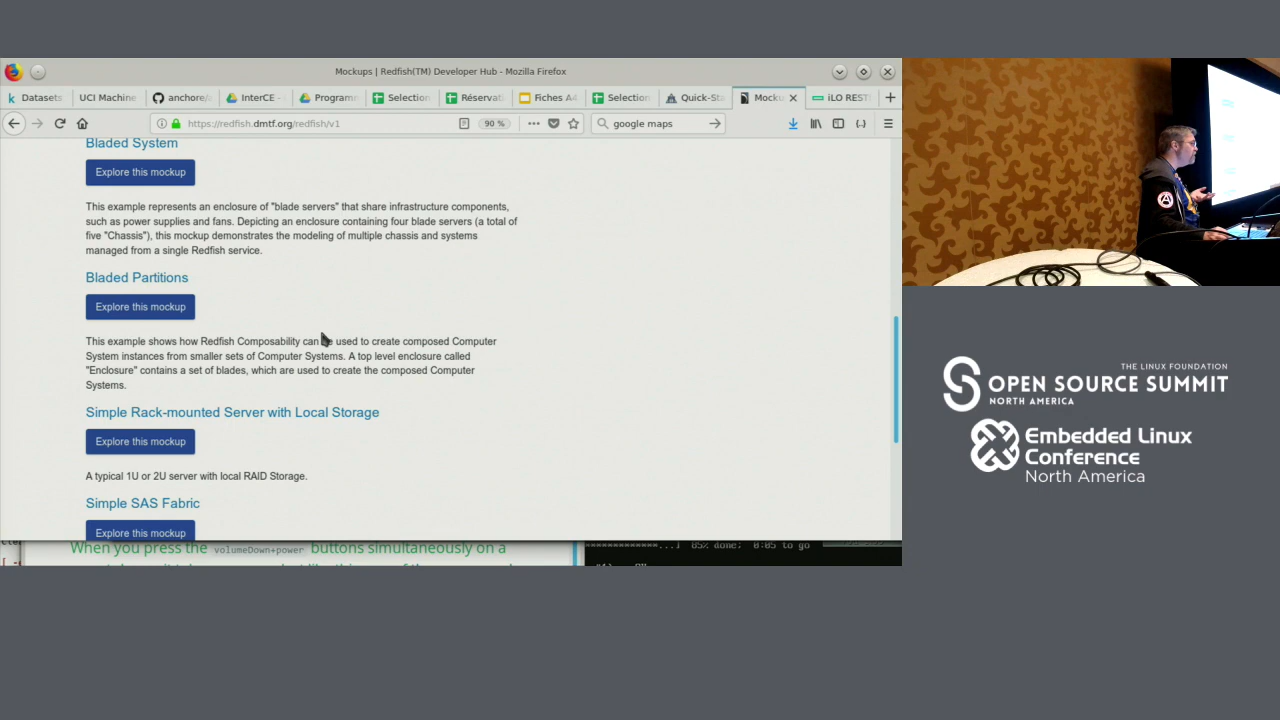 Mockups | Redfish(TM) Developer Hub - Mozilla Firefox
Datasets
UCI Machine
anchore/
InterCE -
Programr
Selection
Réservat
Fiches A4
Selection
Quick-Sta
Mocku
iLO REST
https://redfish.dmtf.org/redfish/v1
90 %
google maps
Bladed System
Explore this mockup
This example represents an enclosure of "blade servers" that share infrastructure components,
such as power supplies and fans. Depicting an enclosure containing four blade servers (a total of
five "Chassis"), this mockup demonstrates the modeling of multiple chassis and systems
managed from a single Redfish service.
Bladed Partitions
Explore this mockup
This example shows how Redfish Composability can be used to create composed Computer
System instances from smaller sets of Computer Systems. A top level enclosure called
"Enclosure" contains a set of blades, which are used to create the composed Computer
Systems.
Simple Rack-mounted Server with Local Storage
Explore this mockup
A typical 1U or 2U server with local RAID Storage.
Simple SAS Fabric
Explore this mockup
When you press the volumeDown+power buttons simultaneously on a
85% done; 0:05 to go
THE LINUX FOUNDATION
OPEN SOURCE SUMMIT
NORTH AMERICA
Embedded Linux
Conference
North America